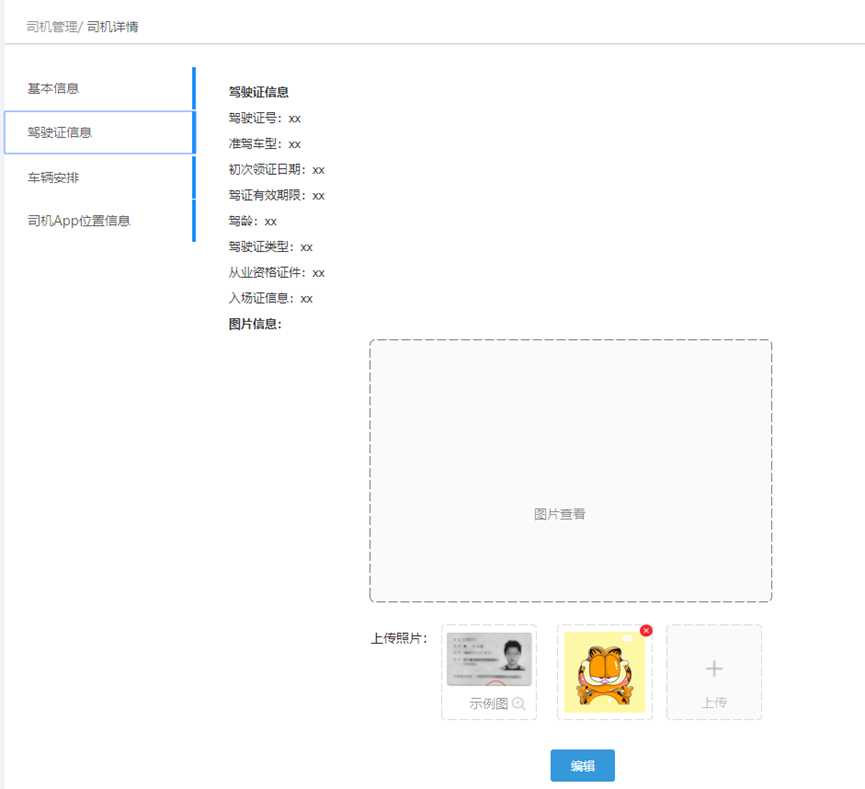 司机管理/ 司机详情
基本信息
驾驶证信息
车辆安排
司机App位置信息
驾驶证信息
驾驶证号：xx
准驾车型：xx
初次领证日期：xx
驾证有效期限：xx
驾龄：xx
驾驶证类型：xx
从业资格证件：xx
入场证信息：xx
图片信息：
图片查看
上传照片：
示例图
上传
编辑